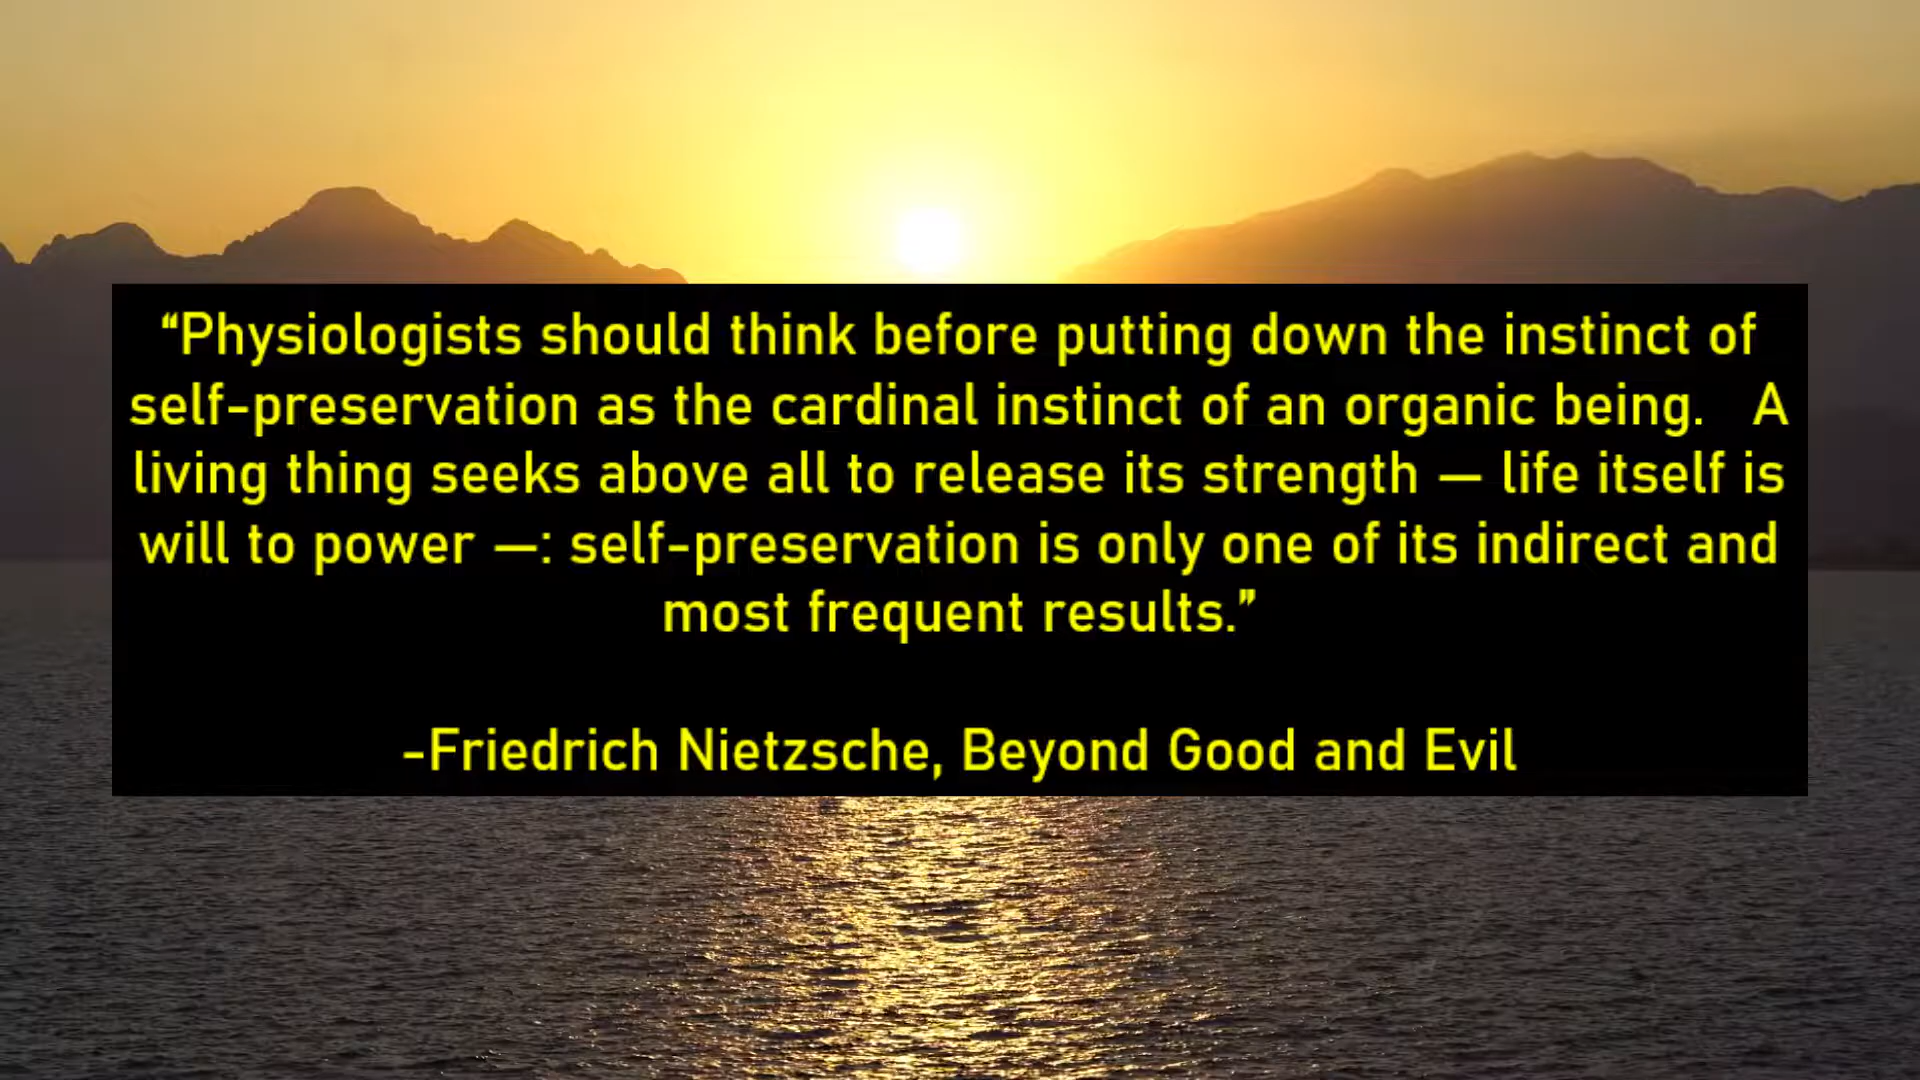 “Physiologists should think before putting down the instinct of
self-preservation as the cardinal instinct of an organic being.   A
living thing seeks above all to release its strength — life itself is
will to power —: self-preservation is only one of its indirect and
most frequent results.”
-Friedrich Nietzsche, Beyond Good and Evil